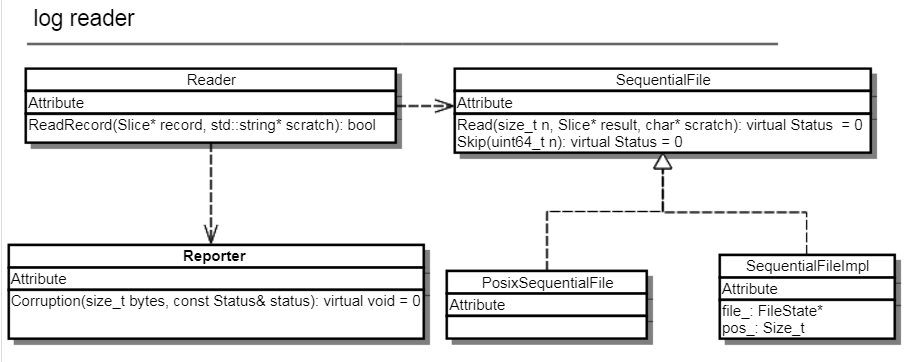 log reader
Reader
Attribute
ReadRecord(Slice* record, std::string* scratch): bool
SequentialFile
Attribute
Read(size_t n, Slice* result, char* scratch): virtual Status  = 0
Skip(uint64_t n): virtual Status = 0
Reporter
Attribute
Corruption(size_t bytes, const Status& status): virtual void = 0
PosixSequentialFile
Attribute
SequentialFileImpl
Attribute
file_: FileState*
pos_: Size_t